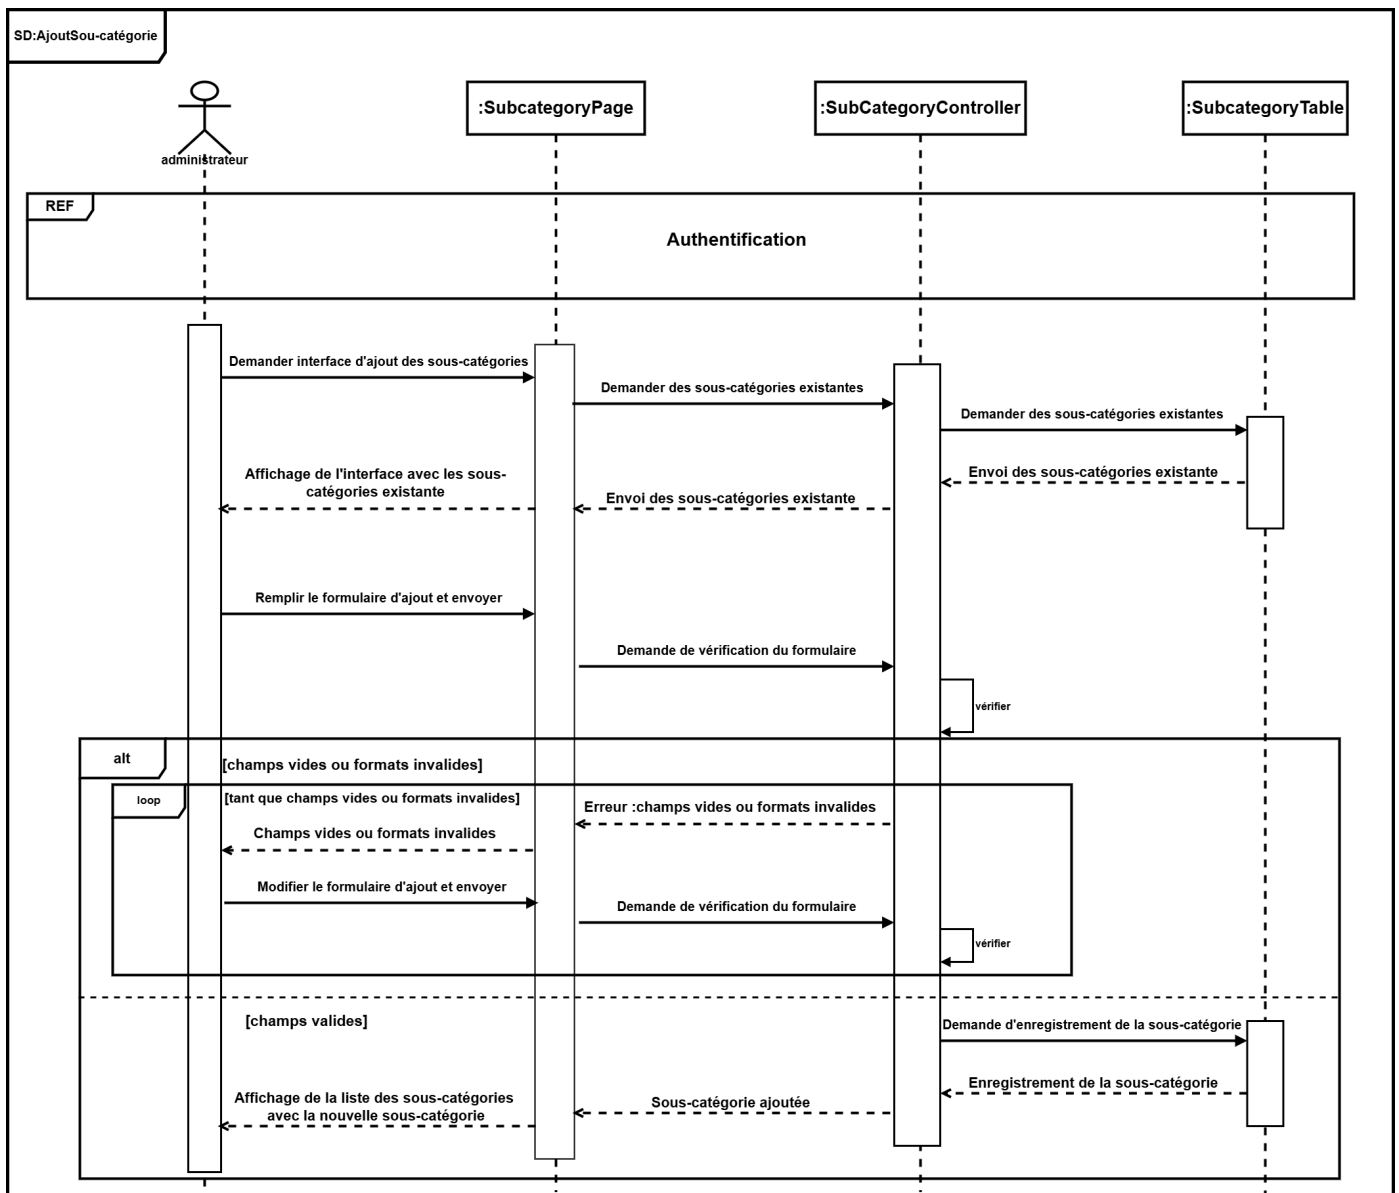 SD:AjoutSou-catégorie
administrateur
:SubcategoryPage
:SubCategoryController
:SubcategoryTable
REF
Authentification
Demander interface d'ajout des sous-catégories
Demander des sous-catégories existantes
Demander des sous-catégories existantes
Envoi des sous-catégories existante
Envoi des sous-catégories existante
Affichage de l'interface avec les sous-
catégories existante
Remplir le formulaire d'ajout et envoyer
Demande de vérification du formulaire
vérifier
alt
[champs vides ou formats invalides]
loop
[tant que champs vides ou formats invalides]
Erreur :champs vides ou formats invalides
Champs vides ou formats invalides
Modifier le formulaire d'ajout et envoyer
Demande de vérification du formulaire
vérifier
[champs valides]
Demande d'enregistrement de la sous-catégorie
Enregistrement de la sous-catégorie
Sous-catégorie ajoutée
Affichage de la liste des sous-catégories
avec la nouvelle sous-catégorie